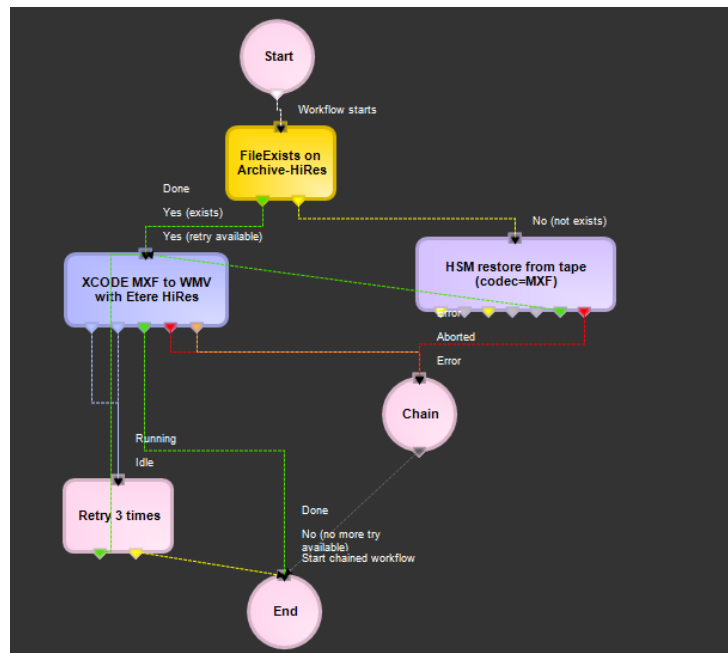 Start
Workflow starts
FileExists on
Archive-HiRes
Done
Yes (exists)
Yes (retry available)
No (not exists)
XCODE MXF to WMV
with Etere HiRes
HSM restore from tape
(codec=MXF)
Error
Aborted
Error
Chain
Running
Idle
Retry 3 times
Done
No (no more try
available)
Start chained workflow
End